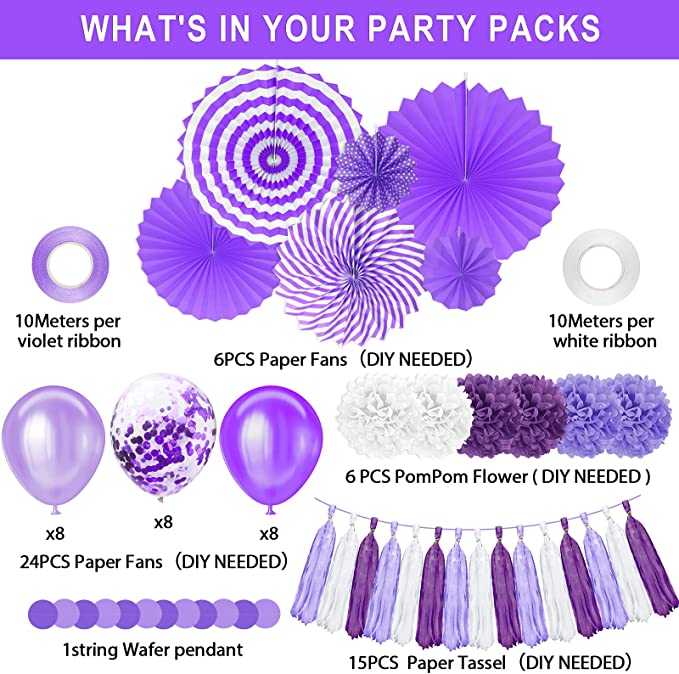 WHAT'S IN YOUR PARTY PACKS
10Meters per
violet ribbon
10Meters per
white ribbon
6PCS Paper Fans（DIY NEEDED）
6 PCS PomPom Flower ( DIY NEEDED )
x8
x8
x8
24PCS Paper Fans（DIY NEEDED）
1string Wafer pendant
15PCS Paper Tassel（DIY NEEDED）